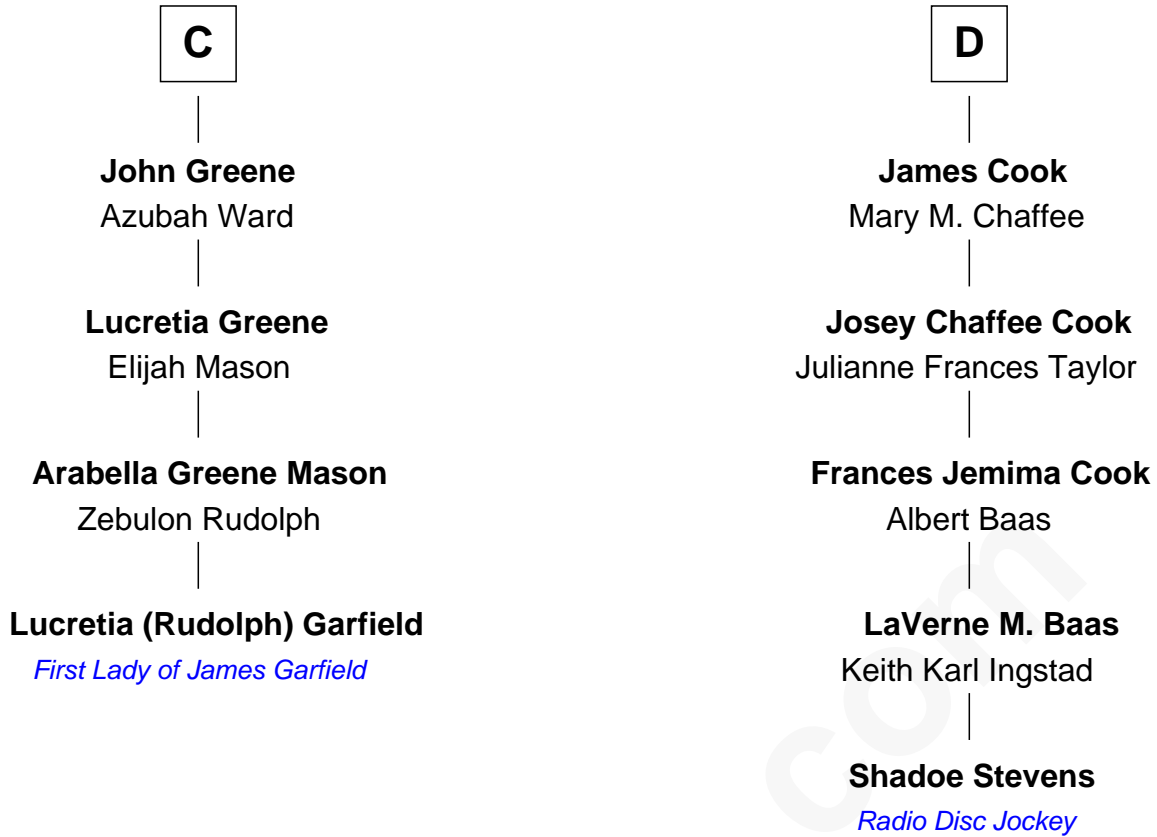 C
John Greene
Azubah Ward
Lucretia Greene
Elijah Mason
Arabella Greene Mason
Zebulon Rudolph
Lucretia (Rudolph) Garfield
First Lady of James Garfield
D
James Cook
Mary M. Chaffee
Josey Chaffee Cook
Julianne Frances Taylor
Frances Jemima Cook
Albert Baas
LaVerne M. Baas
Keith Karl Ingstad
Shadoe Stevens
Radio Disc Jockey
com